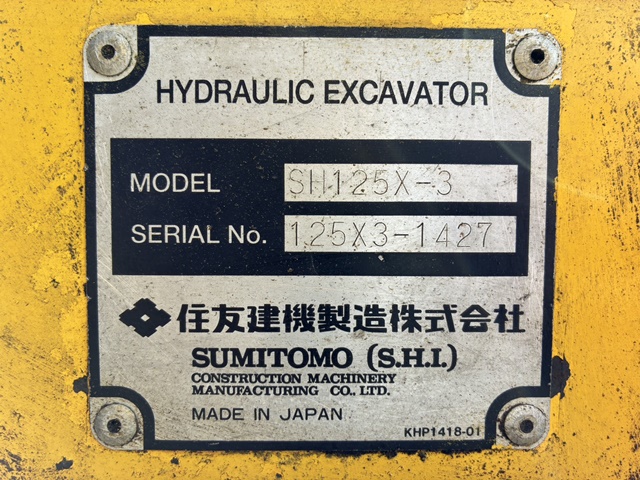 HYDRAULIC EXCAVATOR
MODEL SH125X-3
SERIAL No. 125X3-1427
住友建機製造株式会社
SUMITOMO (S.H.I.)
CONSTRUCTION MACHINERY
MANUFACTURING CO., LTD.
MADE IN JAPAN
KHP1418-01